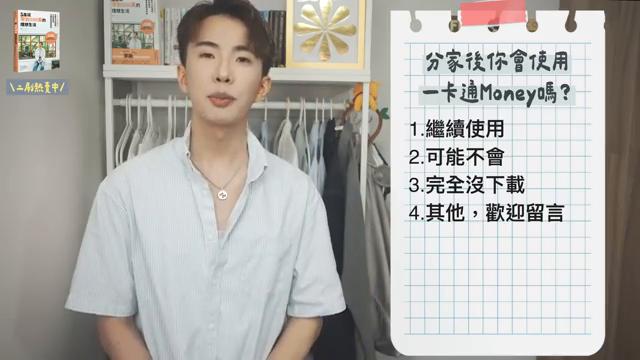 \二刷熱賣中/
分家後你會使用
一卡通Money嗎?
1.繼續使用
2.可能不會
3.完全沒下載
4.其他，歡迎留言